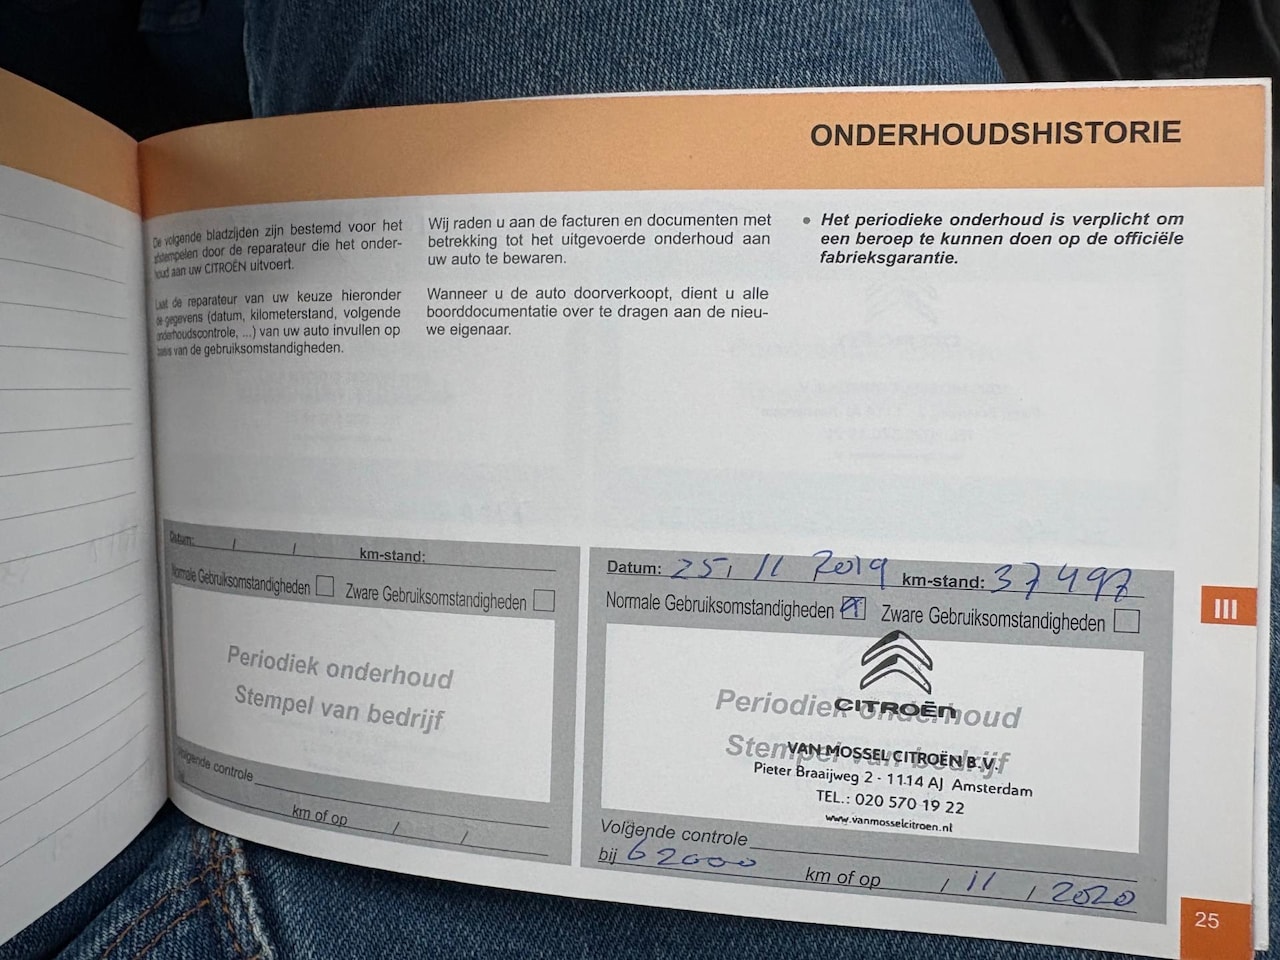 ONDERHOUDSHISTORIE
De volgende bladzijden zijn bestemd voor het
afstempelen door de reparateur die het onder-
houd aan uw CITROËN uitvoert.
Laat de reparateur van uw keuze hieronder
de gegevens (datum, kilometerstand, volgende
onderhoudscontrole, ...) van uw auto invullen op
basis van de gebruiksomstandigheden.
Wij raden u aan de facturen en documenten met
betrekking tot het uitgevoerde onderhoud aan
uw auto te bewaren.
Wanneer u de auto doorverkoopt, dient u alle
boorddocumentatie over te dragen aan de nieu-
we eigenaar.
• Het periodieke onderhoud is verplicht om
een beroep te kunnen doen op de officiële
fabrieksgarantie.
Datum: / / km-stand:
Normale Gebruiksomstandigheden Zware Gebruiksomstandigheden
Periodiek onderhoud
Stempel van bedrijf
Volgende controle
bij
km of op / /
Datum: 25, 11 2019 km-stand: 37497
Normale Gebruiksomstandigheden Zware Gebruiksomstandigheden
Periodiek onderhoud
CITROËN
Stempel van bedrijf
VAN MOSSEL CITROËN B.V.
Pieter Braaijweg 2 - 1114 AJ Amsterdam
TEL.: 020 570 19 22
www.vanmosselcitroen.nl
Volgende controle
bij 62000 km of op / 11 / 2020
III
25